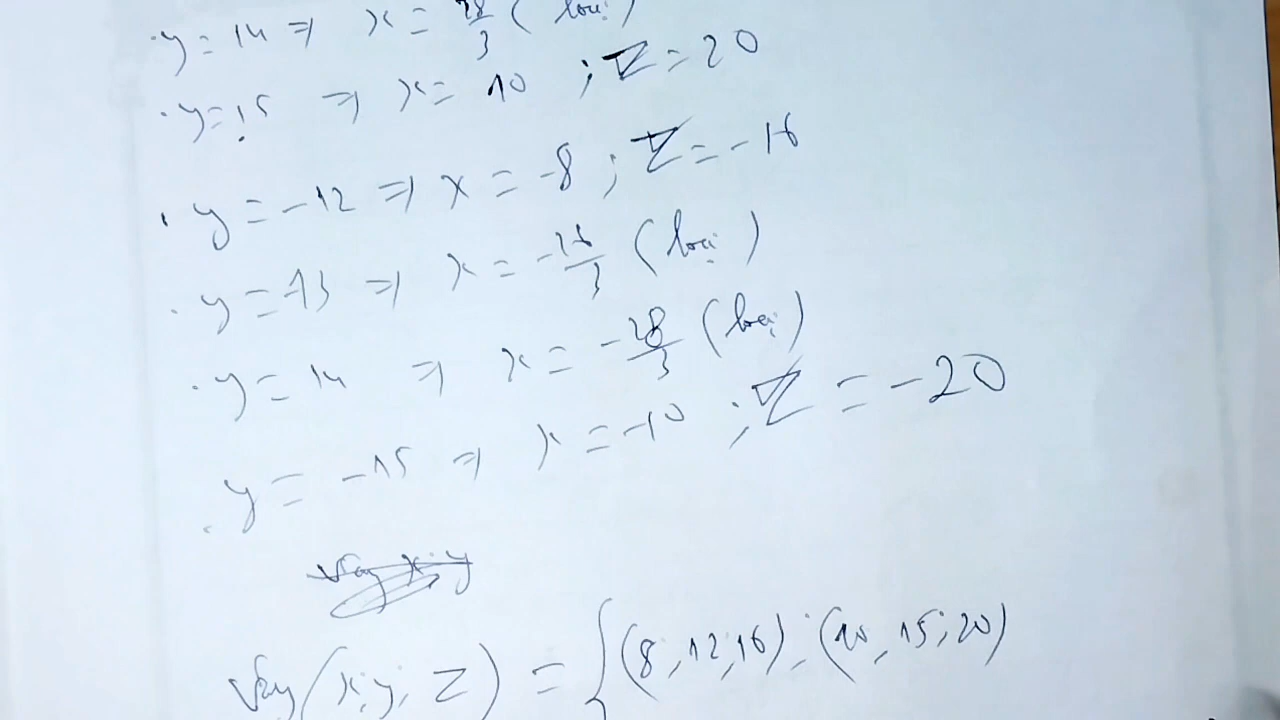 . y = 14 => x = 28/3 (loại)
. y = 15 => x = 10 ; Z = 20
. y = -12 => x = -8 ; Z = -16
. y = -13 => x = -26/3 (loại)
. y = 14 => x = -28/3 (loại)
. y = -15 => x = -10 ; Z = -20
Vậy x; y
Vậy (x; y; Z) = { (8; 12; 16); (10; 15; 20)